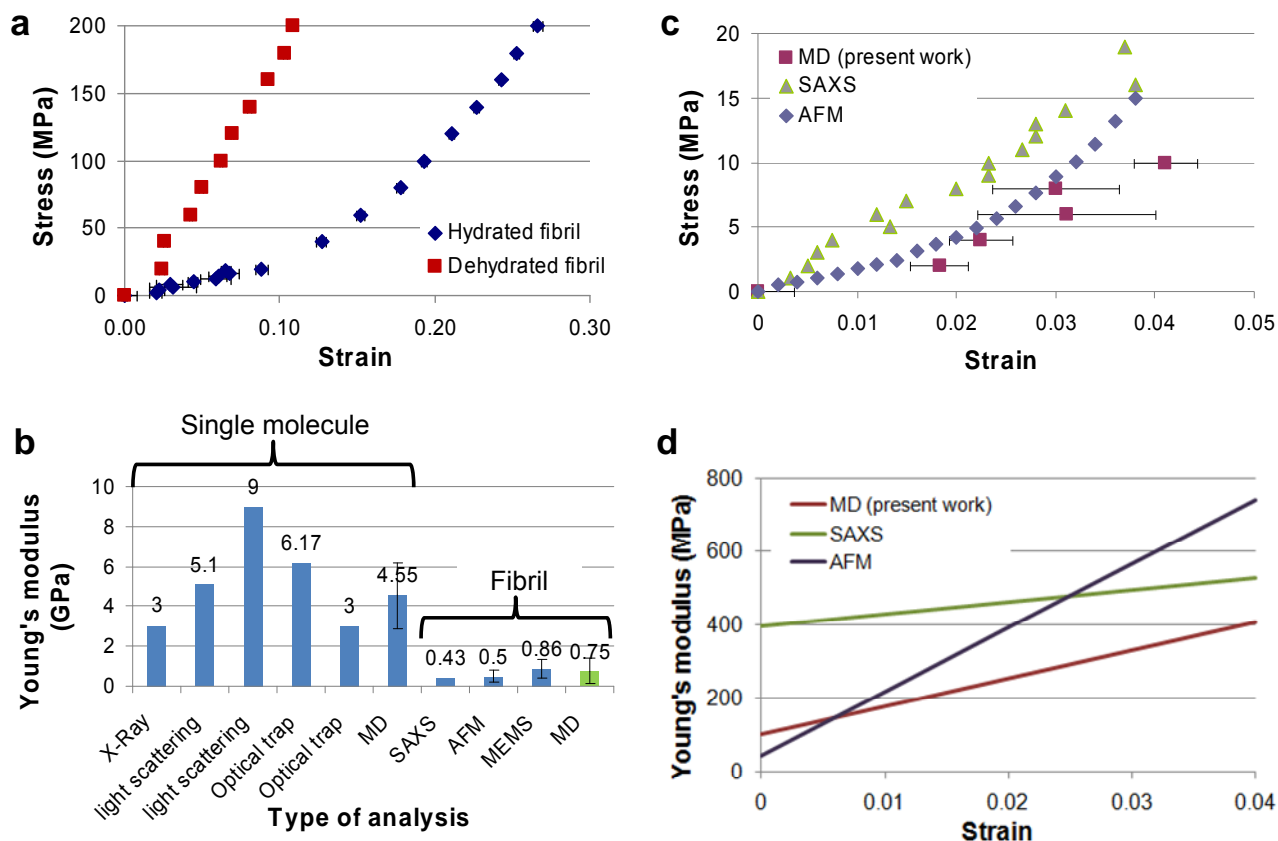 a
200
150
100
50
0
Stress (MPa)
Hydrated fibril
Dehydrated fibril
0.00 0.10 0.20 0.30
Strain
c
20
15
10
5
0
Stress (MPa)
MD (present work)
SAXS
AFM
0 0.01 0.02 0.03 0.04 0.05
Strain
b
Single molecule
Fibril
10
8
6
4
2
0
Young's modulus
(GPa)
3 5.1 9 6.17 3 4.55 0.43 0.5 0.86 0.75
X-Ray
light scattering
light scattering
Optical trap
Optical trap
MD
SAXS
AFM
MEMS
MD
Type of analysis
d
800
600
400
200
0
Young's modulus (MPa)
MD (present work)
SAXS
AFM
0 0.01 0.02 0.03 0.04
Strain